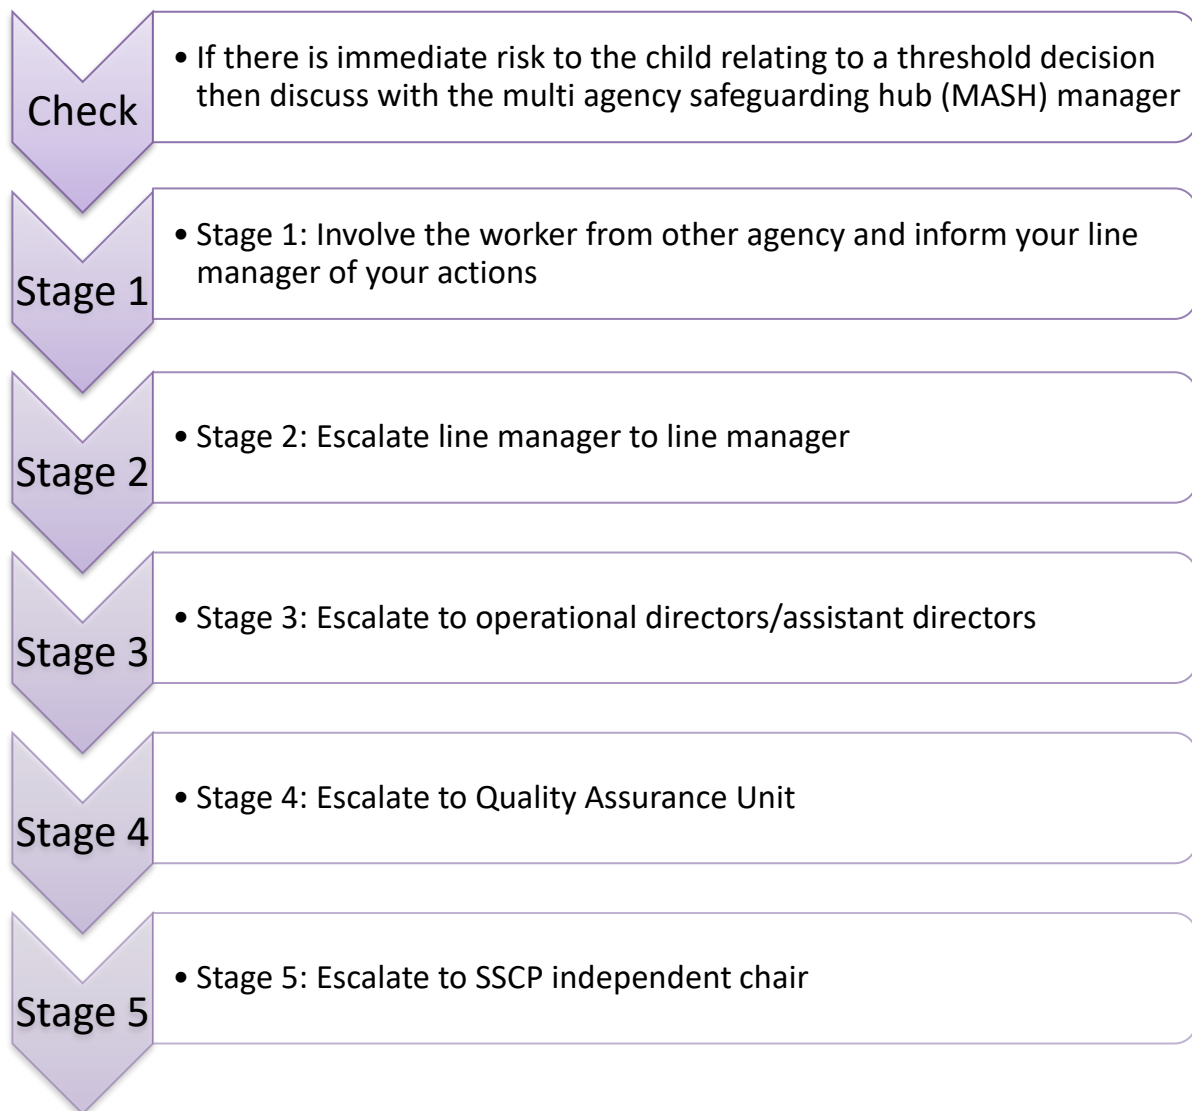 Check
• If there is immediate risk to the child relating to a threshold decision
then discuss with the multi agency safeguarding hub (MASH) manager
Stage 1
• Stage 1: Involve the worker from other agency and inform your line
manager of your actions
Stage 2
• Stage 2: Escalate line manager to line manager
Stage 3
• Stage 3: Escalate to operational directors/assistant directors
Stage 4
• Stage 4: Escalate to Quality Assurance Unit
Stage 5
• Stage 5: Escalate to SSCP independent chair